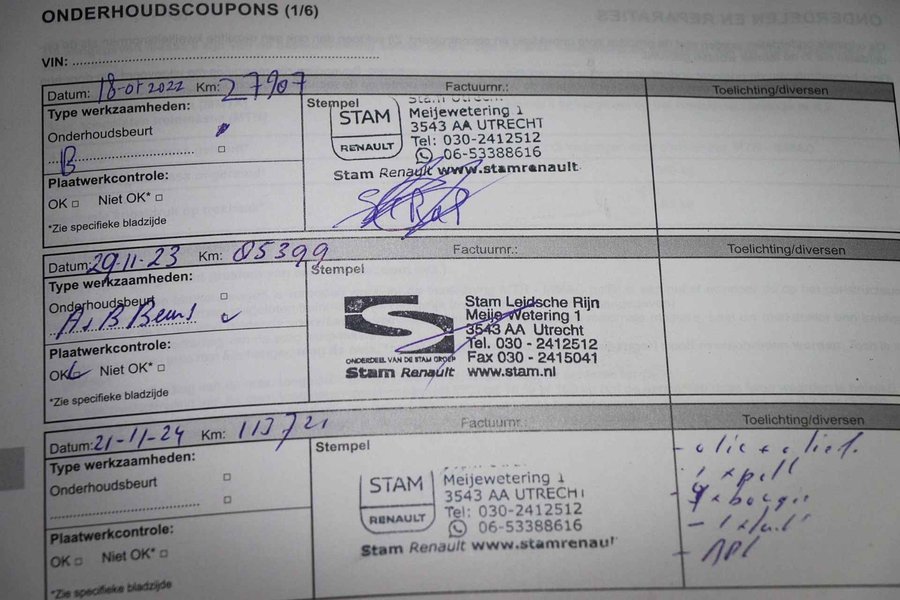 ONDERHOUDSCOUPONS (1/6)
VIN:
Datum: 18-01 2022 Km: 27907 Factuurnr.: Toelichting/diversen
Type werkzaamheden: Stempel
Onderhoudsbeurt
B
Plaatwerkcontrole:
OK Niet OK*
*Zie specifieke bladzijde
STAM
RENAULT
Meijewetering 1
3543 AA UTRECHT
Tel: 030-2412512
06-53388616
Stam Renault www.stamrenault
Datum: 29-11-23 Km: 85399 Factuurnr.: Toelichting/diversen
Type werkzaamheden: Stempel
Onderhoudsbeurt
A + B Beurt
Plaatwerkcontrole:
OK Niet OK*
*Zie specifieke bladzijde
S
ONDERDEEL VAN DE STAM GROEP
Stam Renault
Stam Leidsche Rijn
Meijewetering 1
3543 AA Utrecht
Tel. 030 - 2412512
Fax 030 - 2415041
www.stam.nl
Datum: 21-11-24 Km: 113721 Factuurnr.: Toelichting/diversen
Type werkzaamheden: Stempel
Onderhoudsbeurt
Plaatwerkcontrole:
OK Niet OK*
*Zie specifieke bladzijde
STAM
RENAULT
Meijewetering 1
3543 AA UTRECHT
Tel: 030-2412512
06-53388616
Stam Renault www.stamrenault
- olie + olief.
- APK